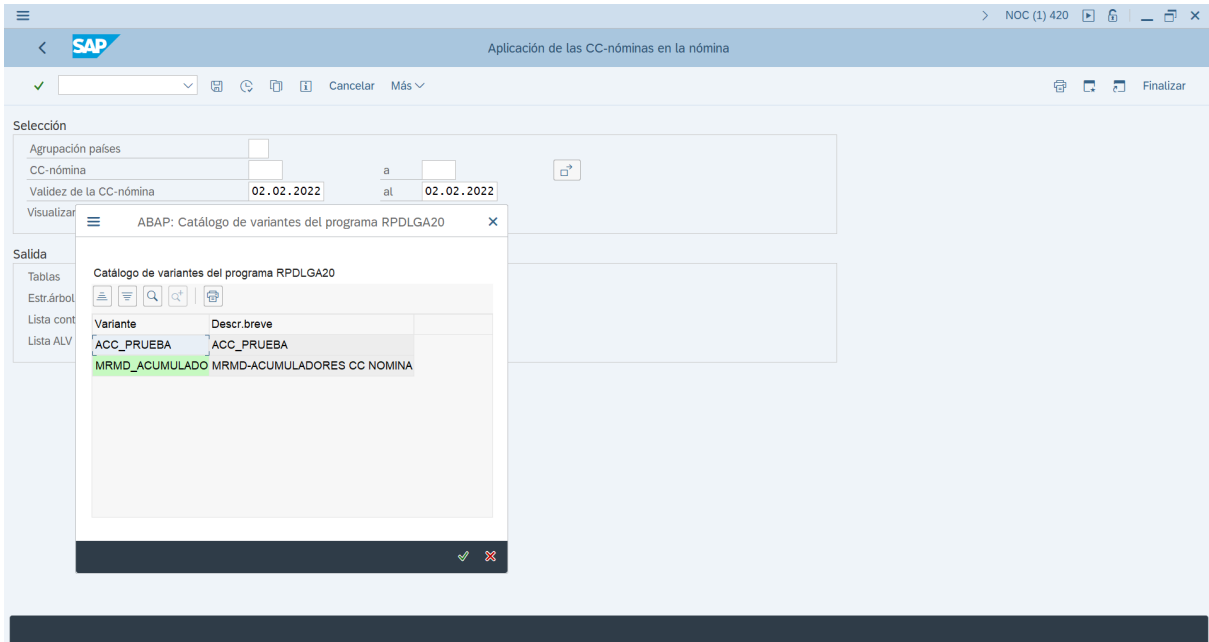 NOC (1) 420
SAP
Aplicación de las CC-nóminas en la nómina
Cancelar Más Finalizar
Selección
Agrupación países
CC-nómina a
Validez de la CC-nómina 02.02.2022 al 02.02.2022
Visualizar
ABAP: Catálogo de variantes del programa RPDLGA20
Salida
Tablas
Estr.árbol
Lista cont
Lista ALV
Catálogo de variantes del programa RPDLGA20
Variante Descr.breve
ACC_PRUEBA ACC_PRUEBA
MRMD_ACUMULADO MRMD-ACUMULADORES CC NOMINA